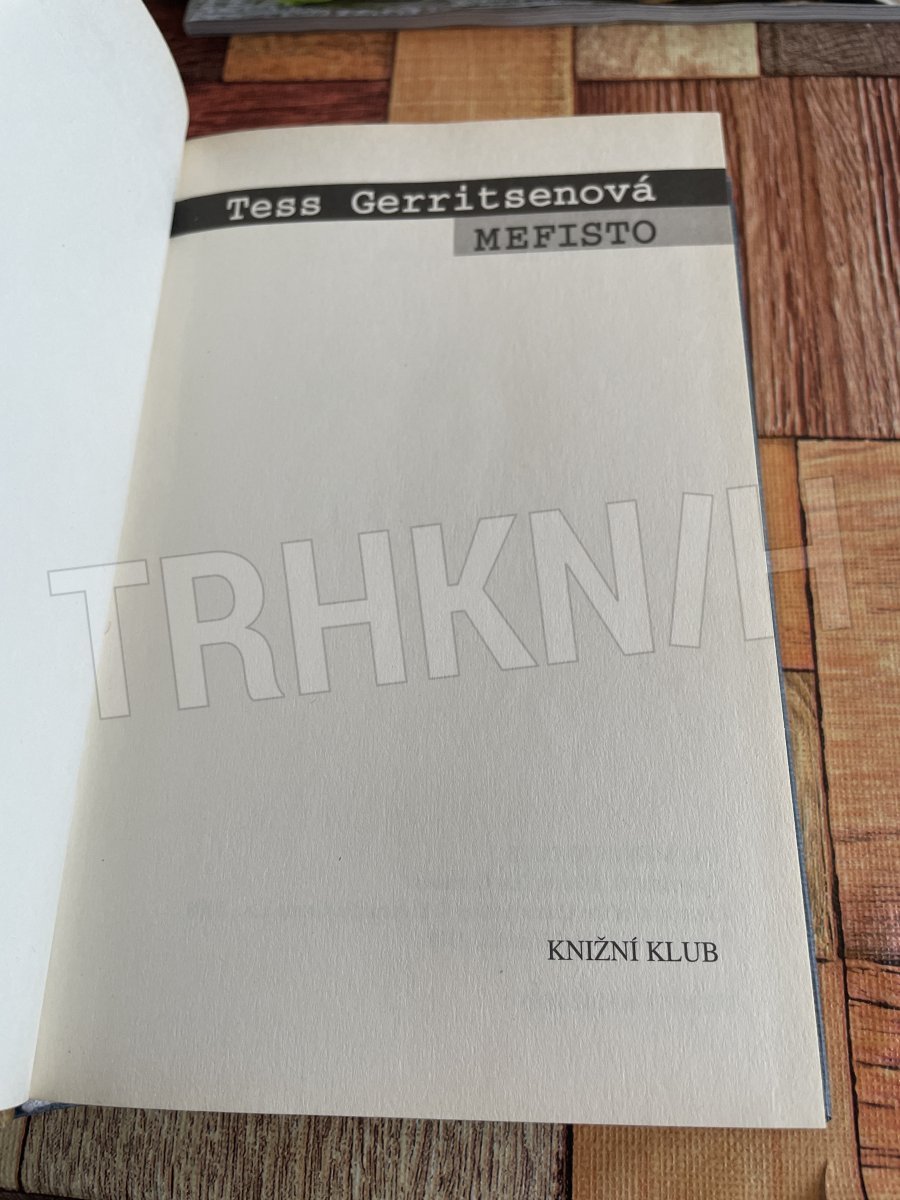 Tess Gerritsenová
MEFISTO
TRHKNIH
KNIŽNÍ KLUB